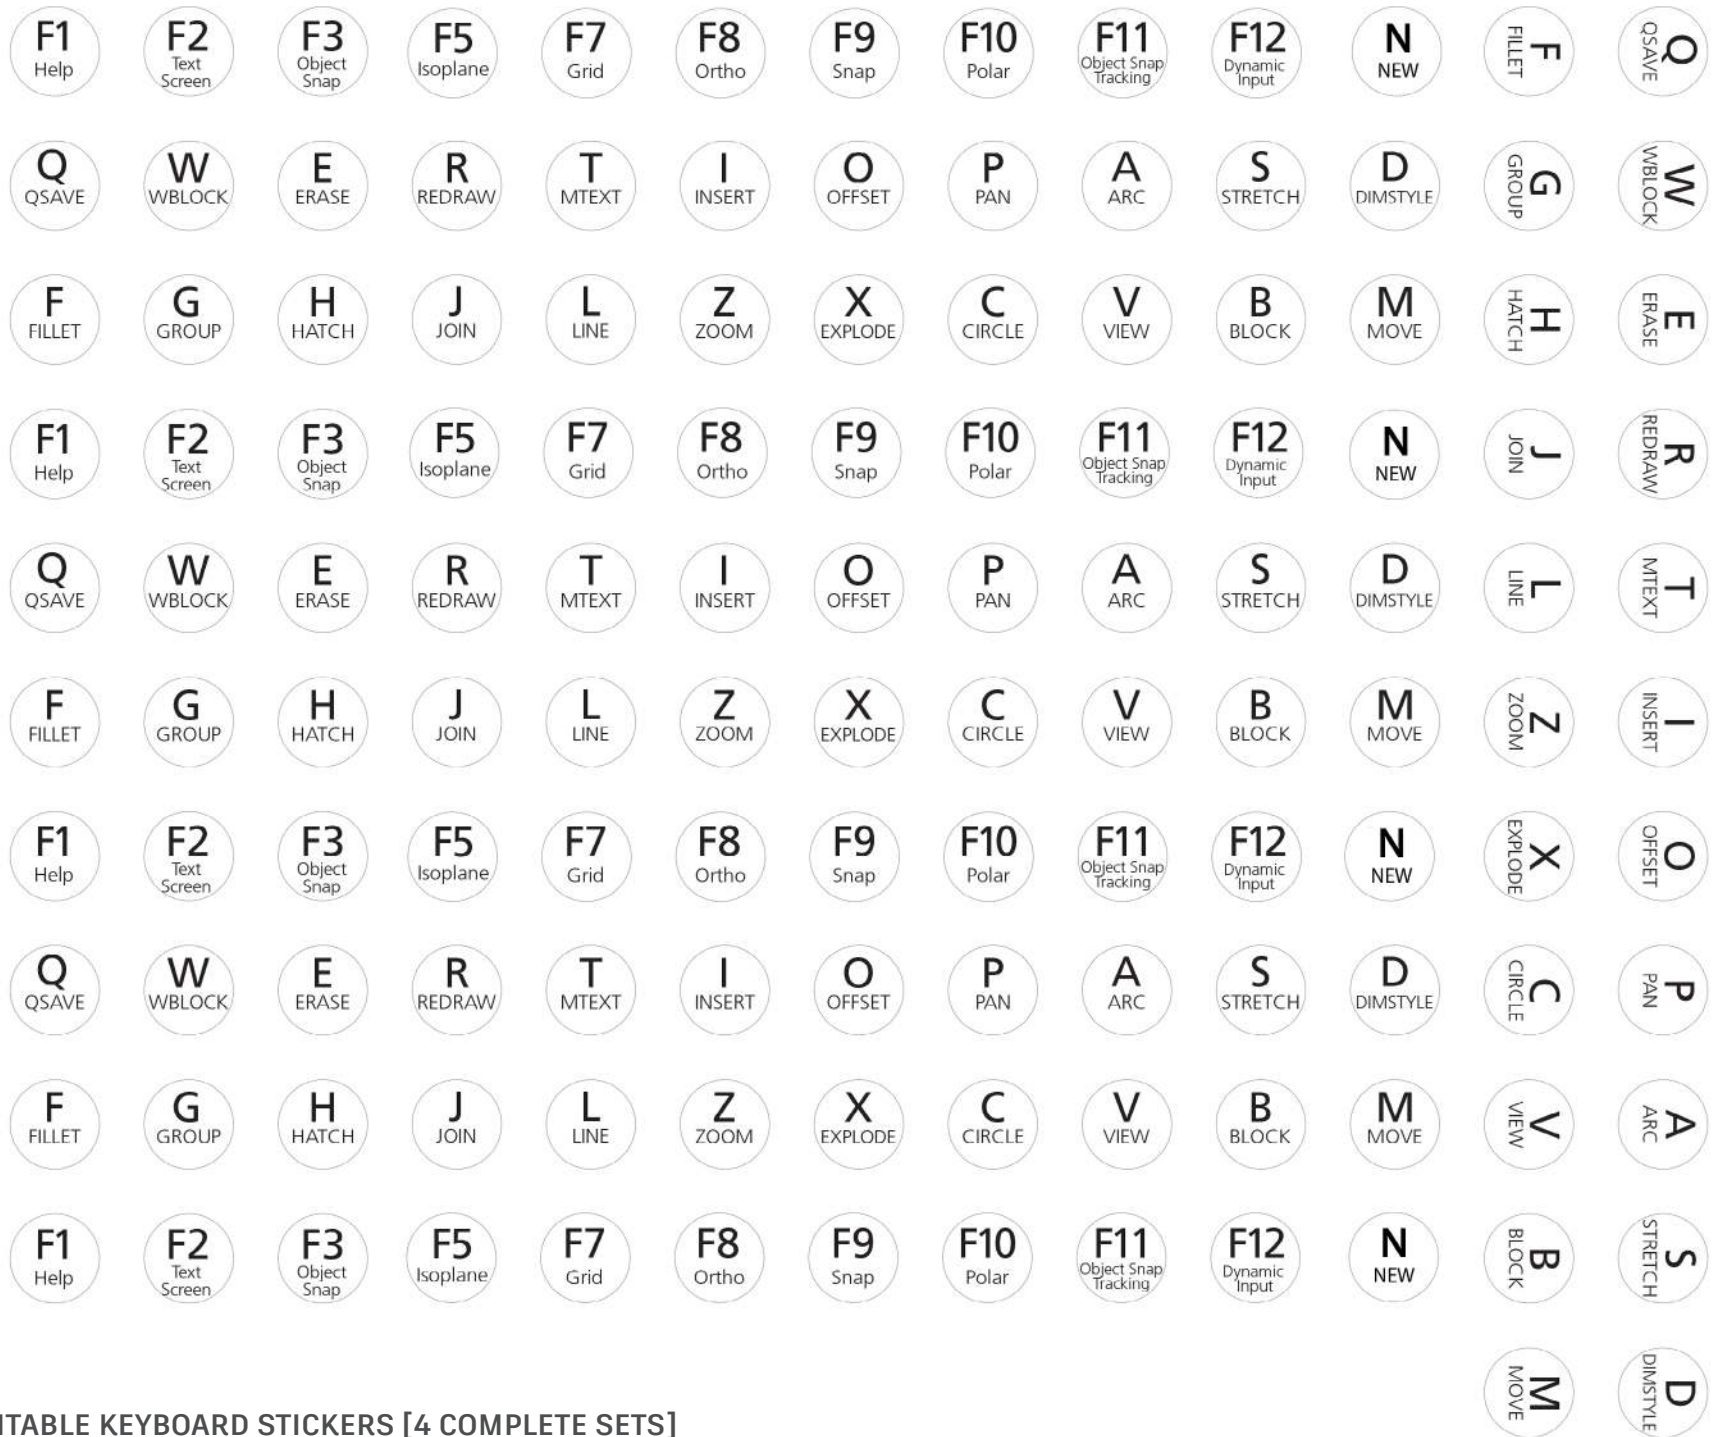 F1 F2 F3 F5 F7 F8 F9 F10 F11 F12 N
Help Text Screen Object Snap Isoplane Grid Ortho Snap Polar Object Snap Tracking Dynamic Input NEW
Q W E R T I O P A S D
QSAVE WBLOCK ERASE REDRAW MTEXT INSERT OFFSET PAN ARC STRETCH DIMSTYLE
F G H J L Z X C V B M
FILLET GROUP HATCH JOIN LINE ZOOM EXPLODE CIRCLE VIEW BLOCK MOVE
F1 F2 F3 F5 F7 F8 F9 F10 F11 F12 N
Help Text Screen Object Snap Isoplane Grid Ortho Snap Polar Object Snap Tracking Dynamic Input NEW
Q W E R T I O P A S D
QSAVE WBLOCK ERASE REDRAW MTEXT INSERT OFFSET PAN ARC STRETCH DIMSTYLE
F G H J L Z X C V B M
FILLET GROUP HATCH JOIN LINE ZOOM EXPLODE CIRCLE VIEW BLOCK MOVE
F1 F2 F3 F5 F7 F8 F9 F10 F11 F12 N
Help Text Screen Object Snap Isoplane Grid Ortho Snap Polar Object Snap Tracking Dynamic Input NEW
Q W E R T I O P A S D
QSAVE WBLOCK ERASE REDRAW MTEXT INSERT OFFSET PAN ARC STRETCH DIMSTYLE
F G H J L Z X C V B M
FILLET GROUP HATCH JOIN LINE ZOOM EXPLODE CIRCLE VIEW BLOCK MOVE
F1 F2 F3 F5 F7 F8 F9 F10 F11 F12 N
Help Text Screen Object Snap Isoplane Grid Ortho Snap Polar Object Snap Tracking Dynamic Input NEW
F G H J L Z X C V B M
FILLET GROUP HATCH JOIN LINE ZOOM EXPLODE CIRCLE VIEW BLOCK MOVE
Q W E R T I O P A S D
QSAVE WBLOCK ERASE REDRAW MTEXT INSERT OFFSET PAN ARC STRETCH DIMSTYLE
KEYBOARD STICKERS [4 COMPLETE SETS]